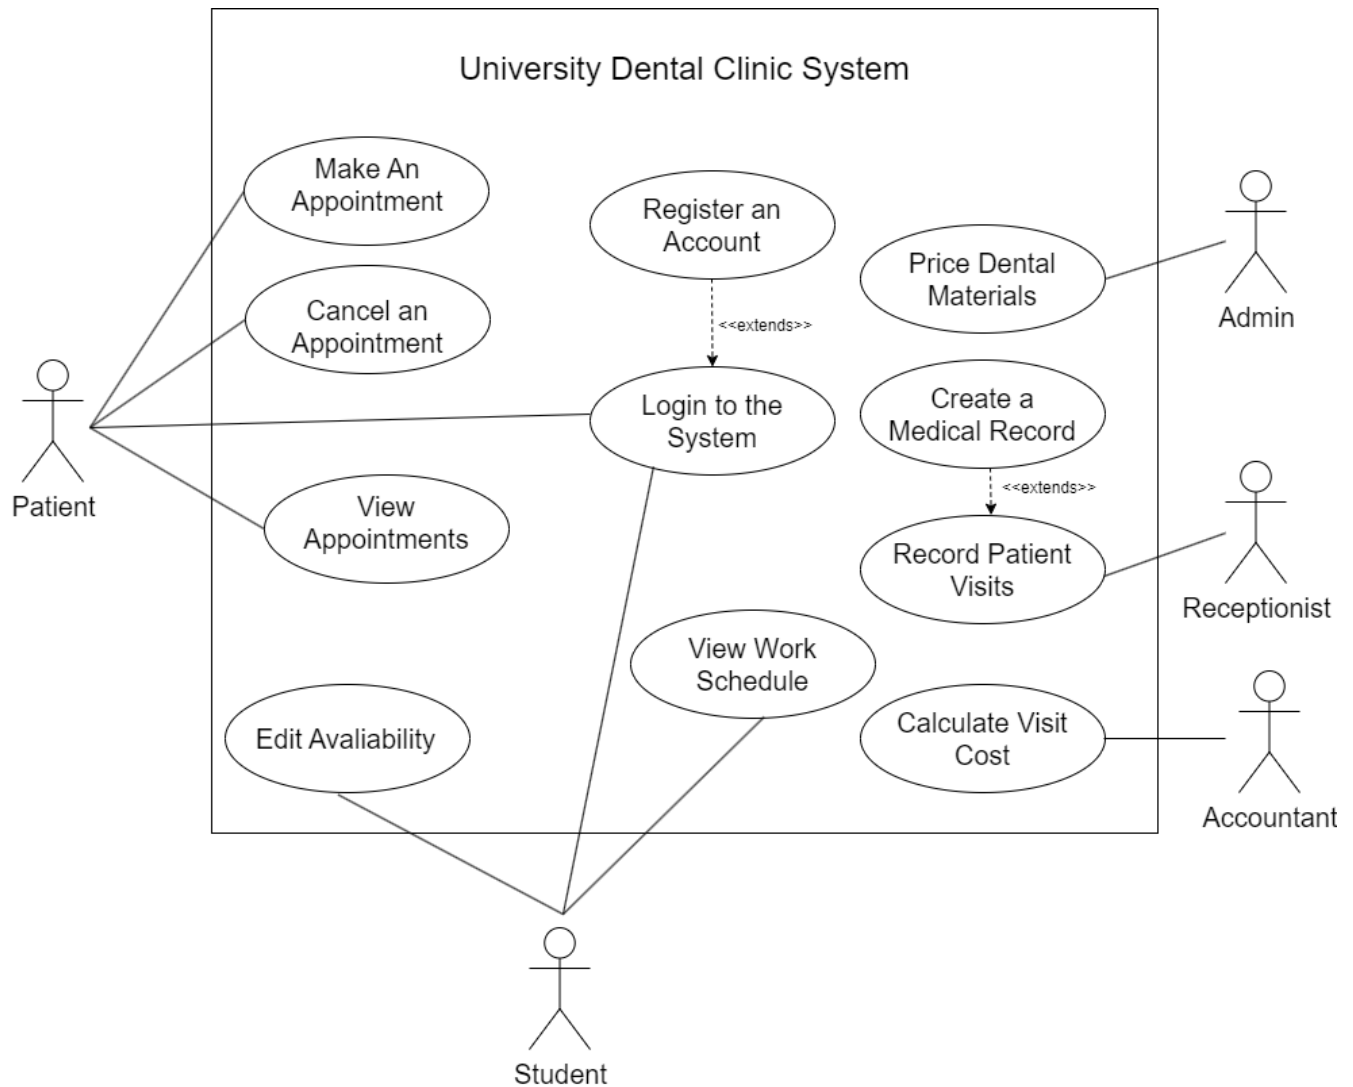 University Dental Clinic System
Make An
Appointment
Register an
Account
Price Dental
Materials
Admin
Cancel an
Appointment
<<extends>>
Login to the
System
Create a
Medical Record
<<extends>>
Patient
View
Appointments
Record Patient
Visits
Receptionist
View Work
Schedule
Edit Avaliability
Calculate Visit
Cost
Accountant
Student